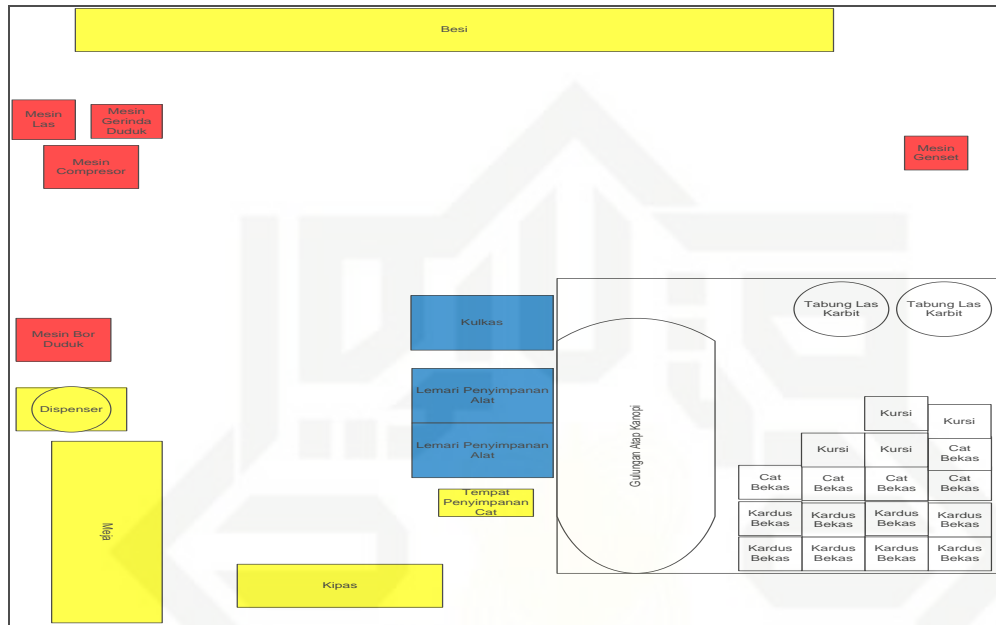 Besi
Mesin
Las
Mesin
Gerinda
Duduk
Mesin
Compresor
Mesin
Genset
Tabung Las
Karbit
Tabung Las
Karbit
Kulkas
Mesin Bor
Duduk
Lemari Penyimpanan
Alat
Dispenser
Lemari Penyimpanan
Alat
Gulungan Atap Kanopi
Kursi
Kursi
Kursi
Kursi
Cat
Bekas
Cat
Bekas
Cat
Bekas
Cat
Bekas
Cat
Bekas
Tempat
Penyimpanan
Cat
Kardus
Bekas
Kardus
Bekas
Kardus
Bekas
Kardus
Bekas
Meja
Kardus
Bekas
Kardus
Bekas
Kardus
Bekas
Kardus
Bekas
Kipas